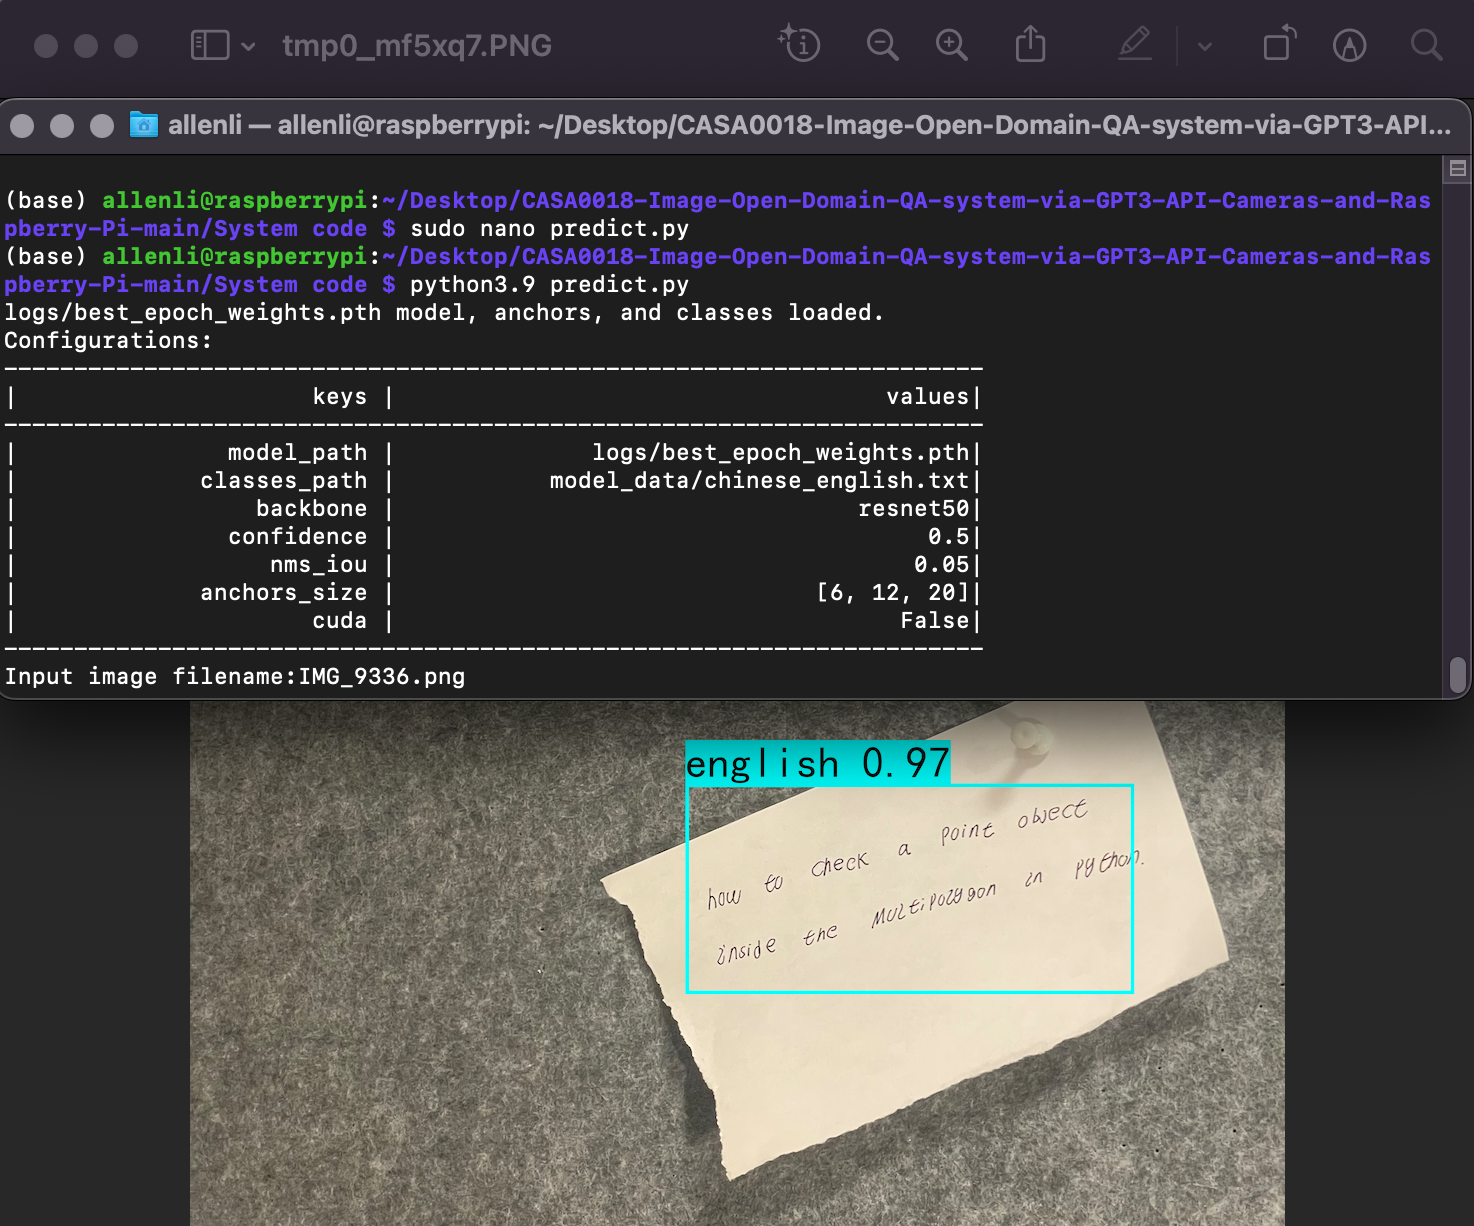 tmp0_mf5xq7.PNG
allenli — allenli@raspberrypi: ~/Desktop/CASA0018-Image-Open-Domain-QA-system-via-GPT3-API...
(base) allenli@raspberrypi:~/Desktop/CASA0018-Image-Open-Domain-QA-system-via-GPT3-API-Cameras-and-Ras
pberry-Pi-main/System code $ sudo nano predict.py
(base) allenli@raspberrypi:~/Desktop/CASA0018-Image-Open-Domain-QA-system-via-GPT3-API-Cameras-and-Ras
pberry-Pi-main/System code $ python3.9 predict.py
logs/best_epoch_weights.pth model, anchors, and classes loaded.
Configurations:
----------------------------------------------------------------------
| keys | values|
----------------------------------------------------------------------
| model_path | logs/best_epoch_weights.pth|
| classes_path | model_data/chinese_english.txt|
| backbone | resnet50|
| confidence | 0.5|
| nms_iou | 0.05|
| anchors_size | [6, 12, 20]|
| cuda | False|
----------------------------------------------------------------------
Input image filename:IMG_9336.png
english 0.97
how to check a point object
inside the Multipolygon in python.